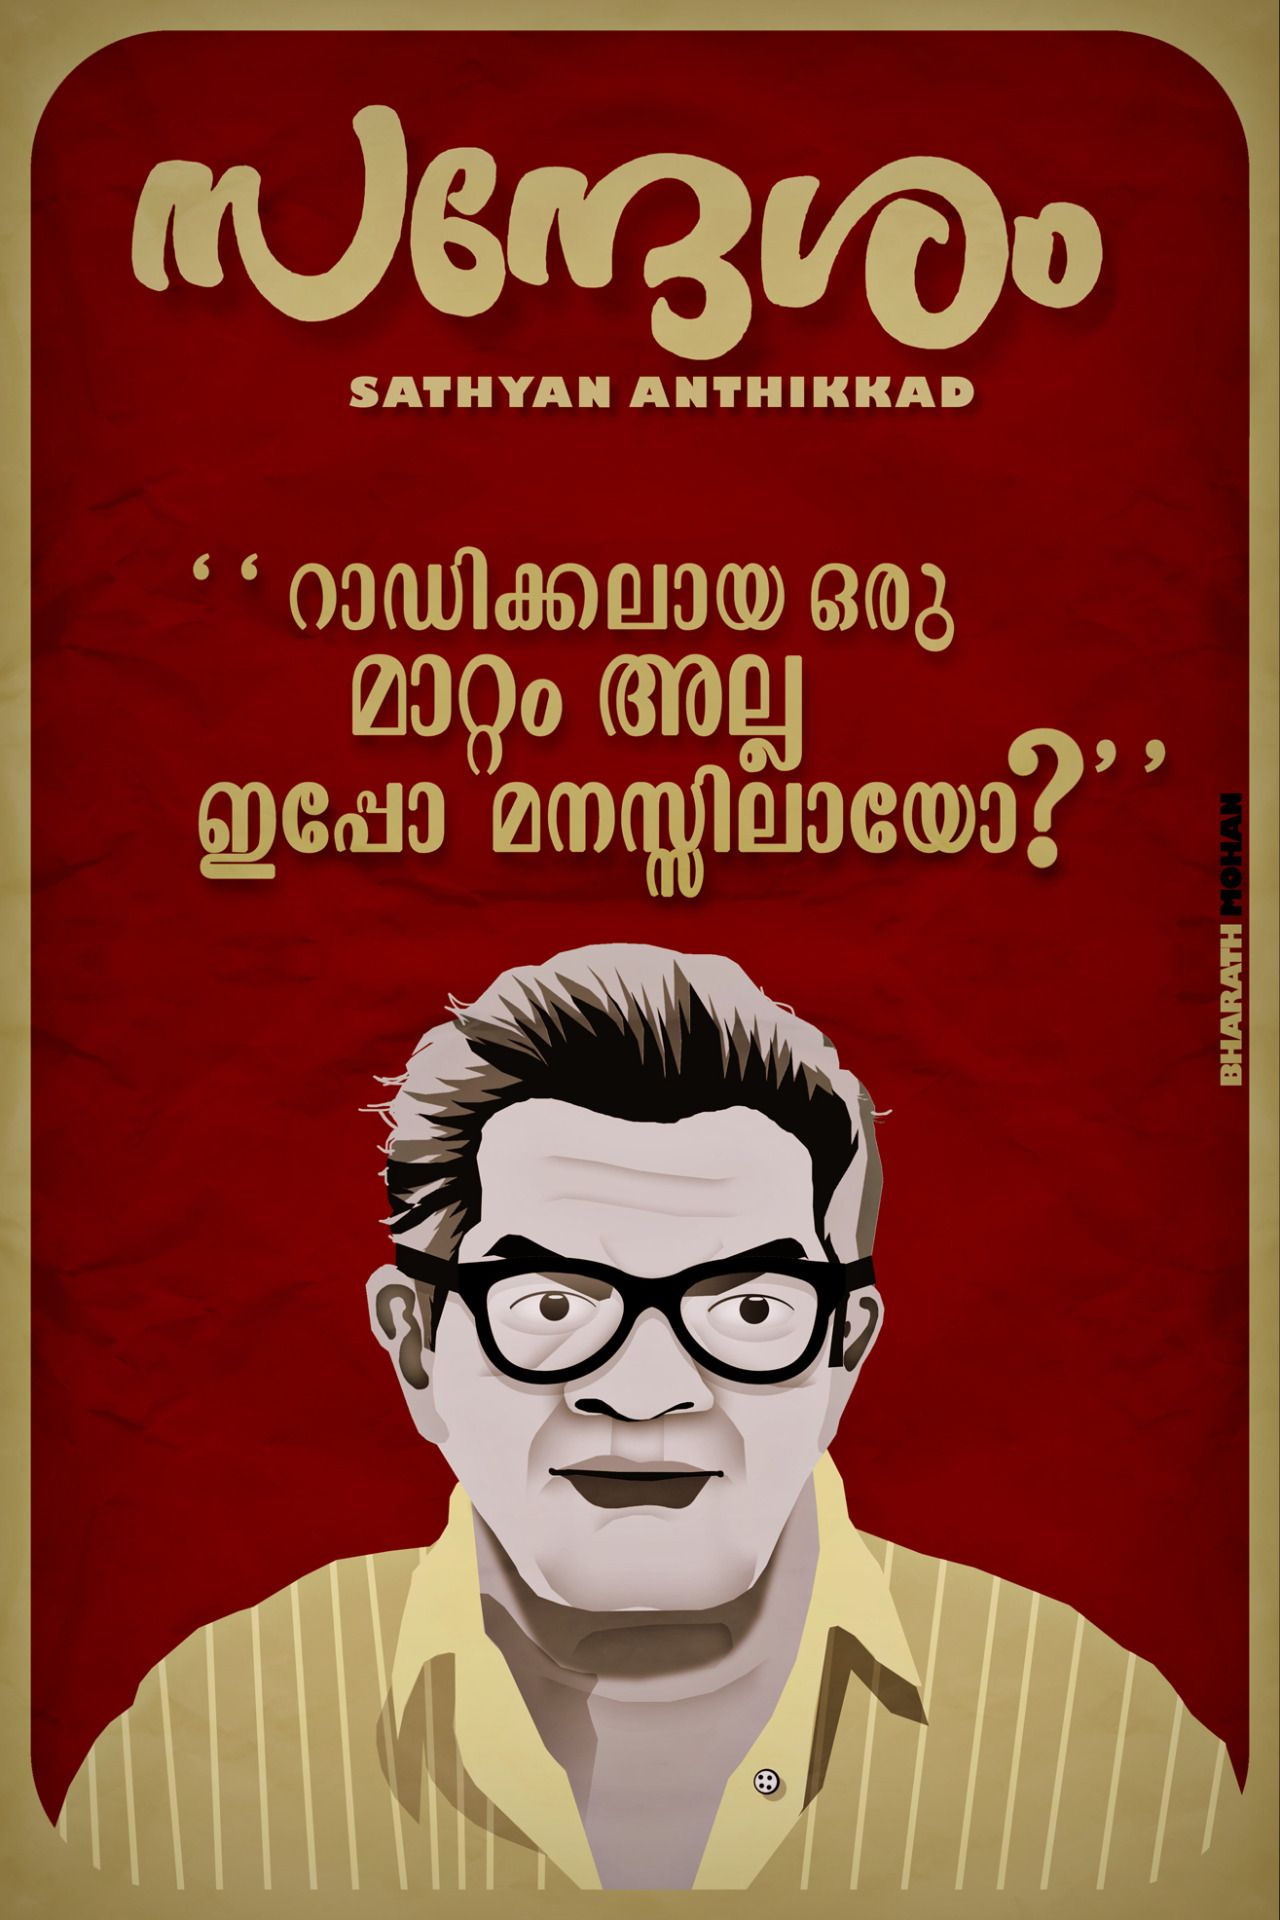 സന്ദേശം
SATHYAN ANTHIKKAD
‘‘റാഡിക്കലായ ഒരു
മാറ്റം അല്ല
ഇപ്പോ മനസ്സിലായോ?’’
BHARATH MOHAN